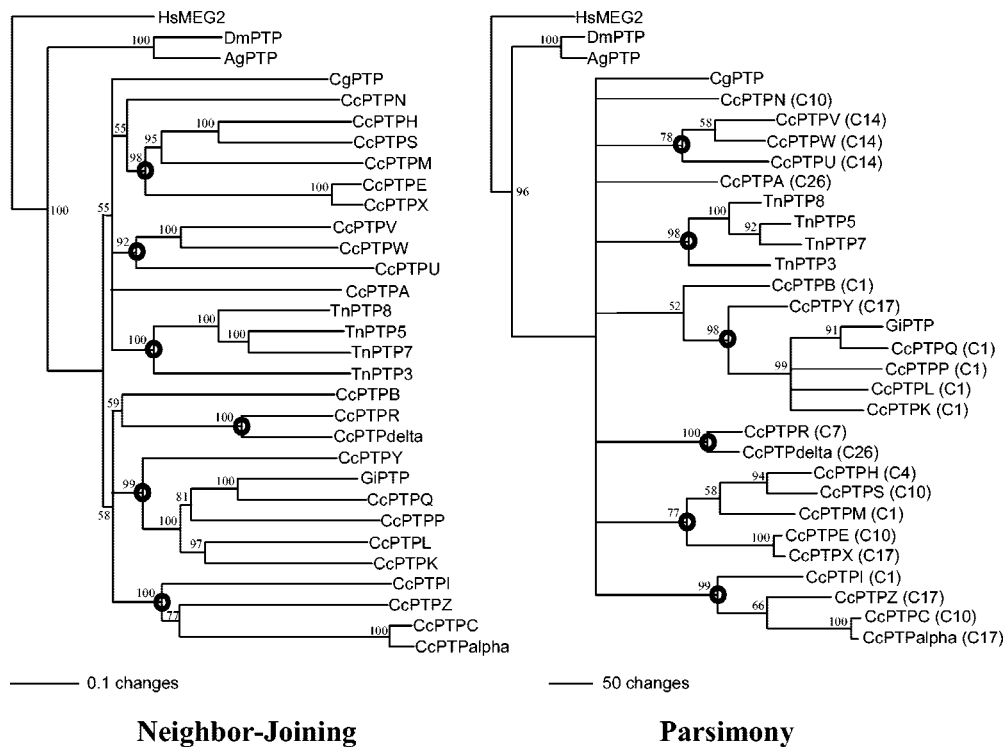 HsMEG2
DmPTP
100
AgPTP
CgPTP
CcPTPN
55
CcPTPH
100
95
CcPTPS
98
CcPTPM
CcPTPE
100
CcPTPX
55
100
CcPTPV
100
CcPTPW
92
CcPTPU
CcPTPA
TnPTP8
100
TnPTP5
100
TnPTP7
100
TnPTP3
CcPTPB
59
CcPTPR
100
CcPTPdelta
CcPTPY
99
GiPTP
100
81
CcPTPQ
58
100
CcPTPP
CcPTPL
97
CcPTPK
CcPTPI
100
CcPTPZ
77
CcPTPC
100
CcPTPalpha
0.1 changes
Neighbor-Joining
HsMEG2
DmPTP
100
AgPTP
CgPTP
CcPTPN (C10)
CcPTPV (C14)
58
78
CcPTPW (C14)
CcPTPU (C14)
CcPTPA (C26)
96
TnPTP8
100
TnPTP5
92
98
TnPTP7
TnPTP3
CcPTPB (C1)
52
CcPTPY (C17)
98
GiPTP
91
CcPTPQ (C1)
99
CcPTPP (C1)
CcPTPL (C1)
CcPTPK (C1)
CcPTPR (C7)
100
CcPTPdelta (C26)
CcPTPH (C4)
94
58
CcPTPS (C10)
77
CcPTPM (C1)
CcPTPE (C10)
100
CcPTPX (C17)
CcPTPI (C1)
99
CcPTPZ (C17)
66
CcPTPC (C10)
100
CcPTPalpha (C17)
50 changes
Parsimony